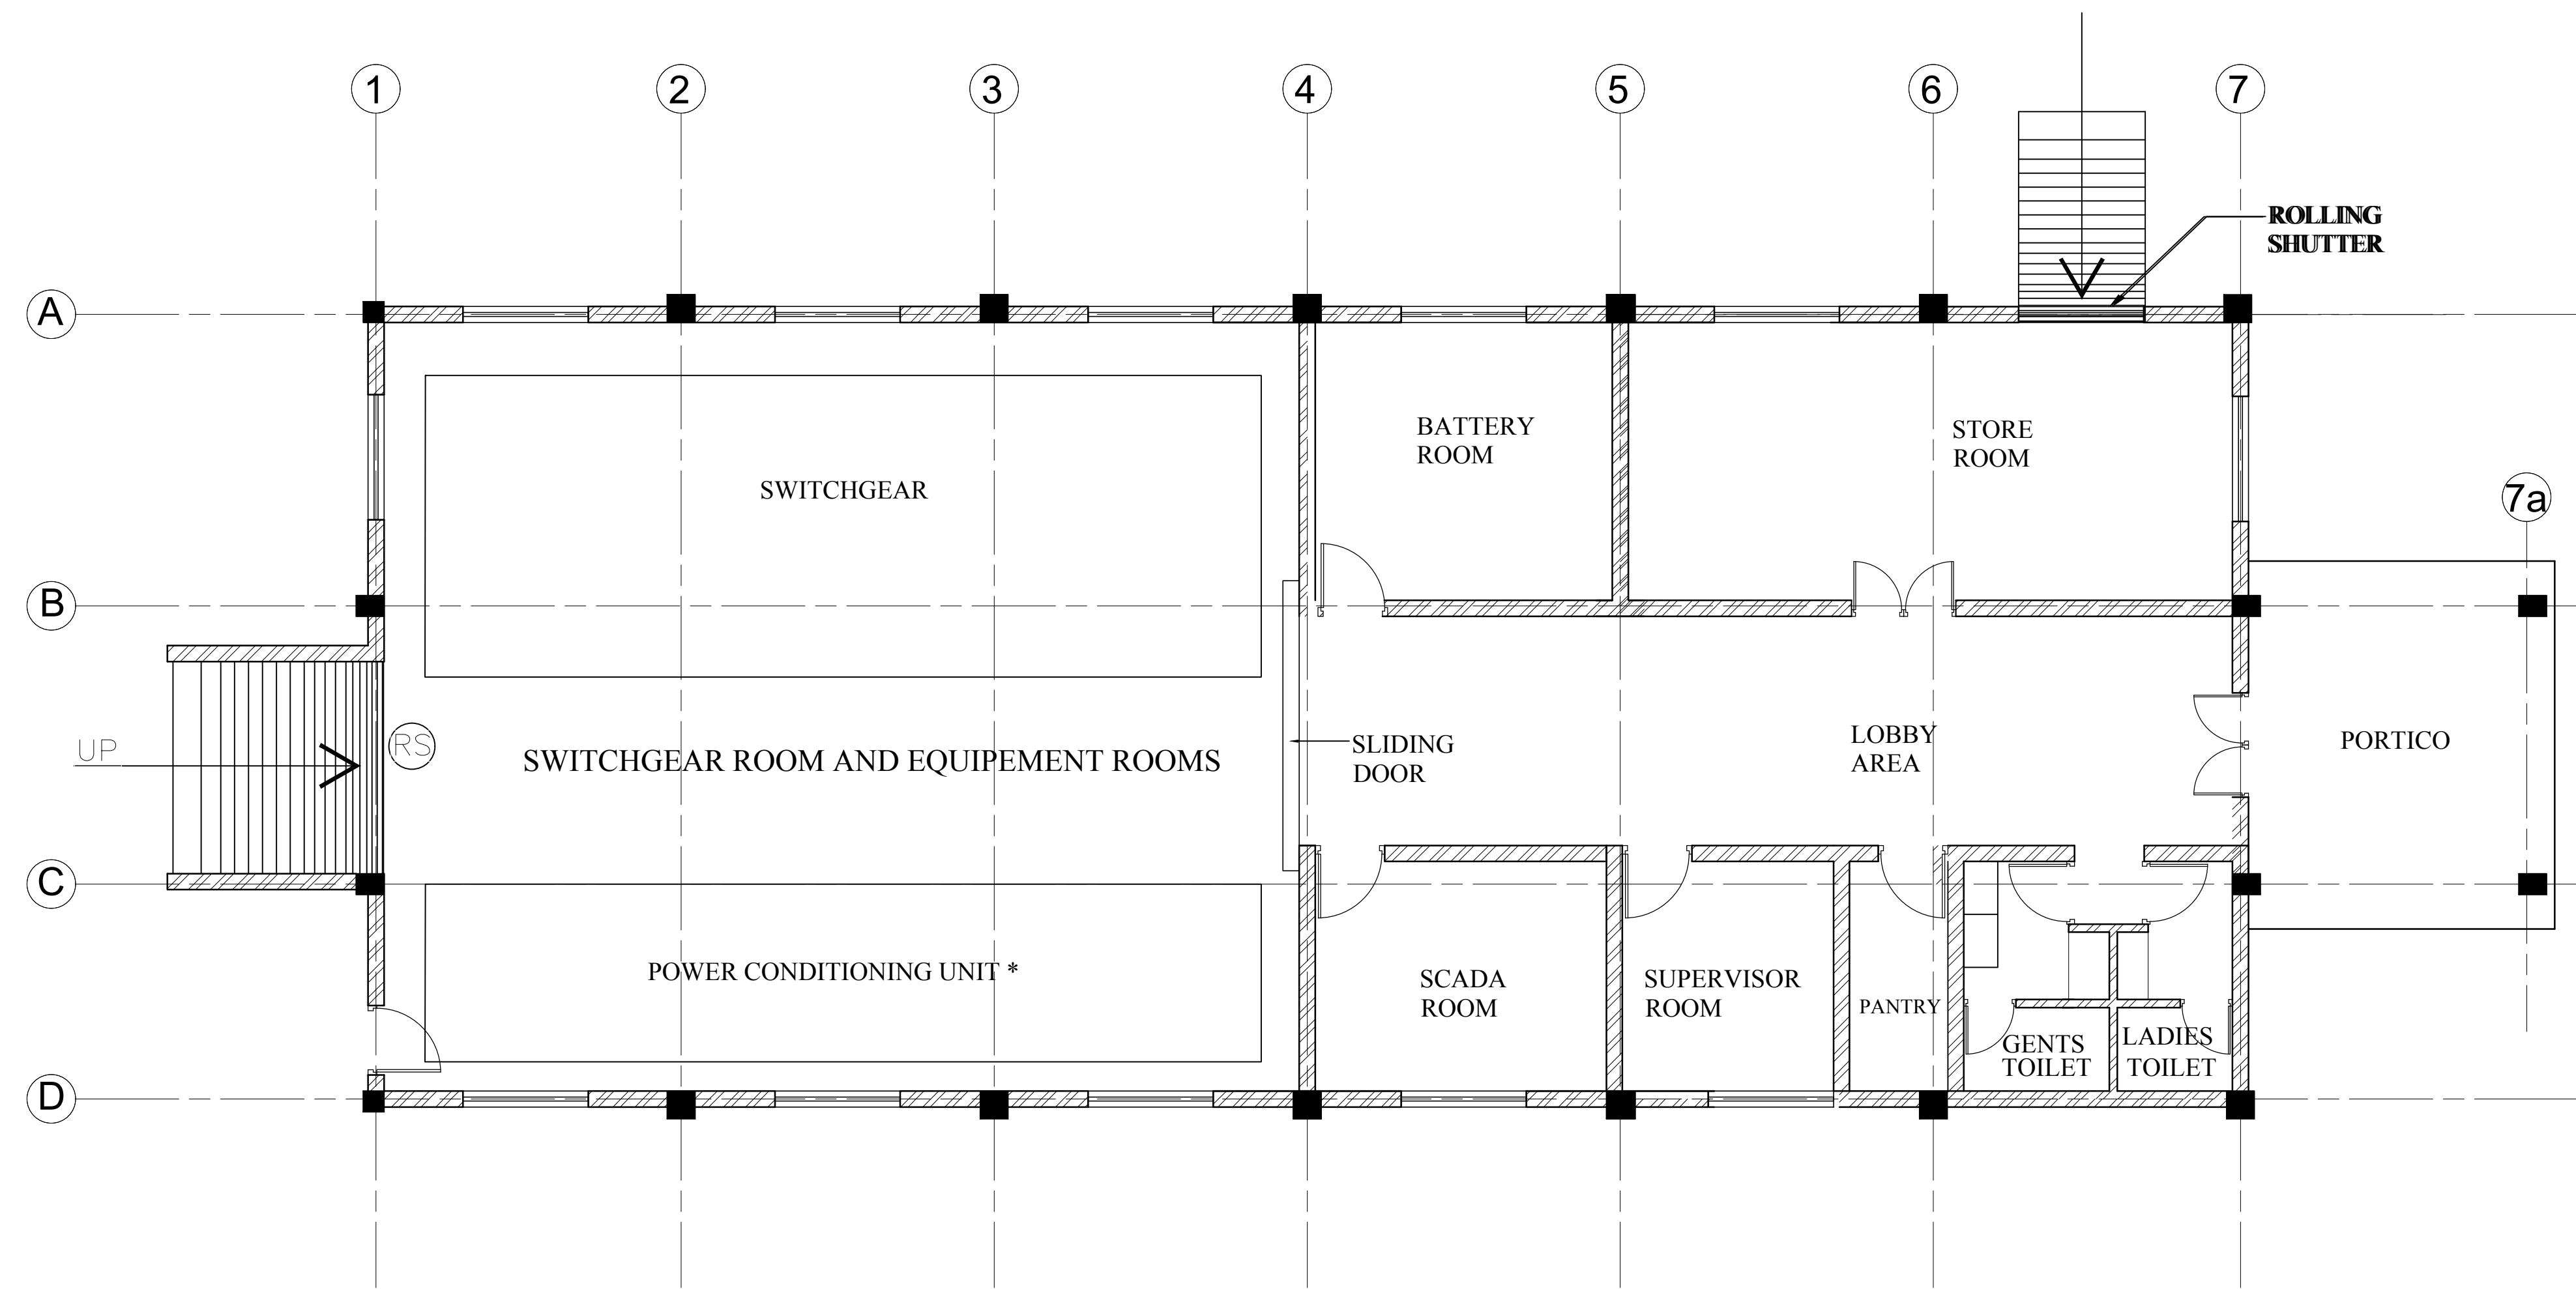 1
2
3
4
5
6
7
ROLLING
SHUTTER
A
BATTERY
ROOM
STORE
ROOM
SWITCHGEAR
7a
B
UP
RS
SWITCHGEAR ROOM AND EQUIPEMENT ROOMS
SLIDING
DOOR
LOBBY
AREA
PORTICO
C
POWER CONDITIONING UNIT *
SCADA
ROOM
SUPERVISOR
ROOM
PANTRY
GENTS
TOILET
LADIES
TOILET
D